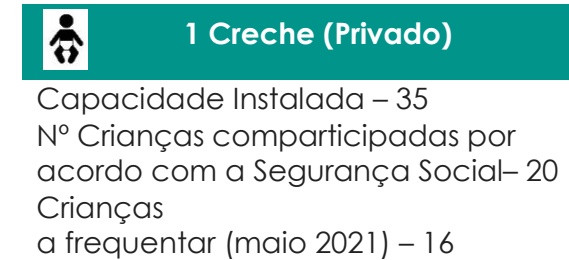 1 Creche (Privado)
Capacidade Instalada – 35
Nº Crianças comparticipadas por
acordo com a Segurança Social– 20
Crianças
a frequentar (maio 2021) – 16